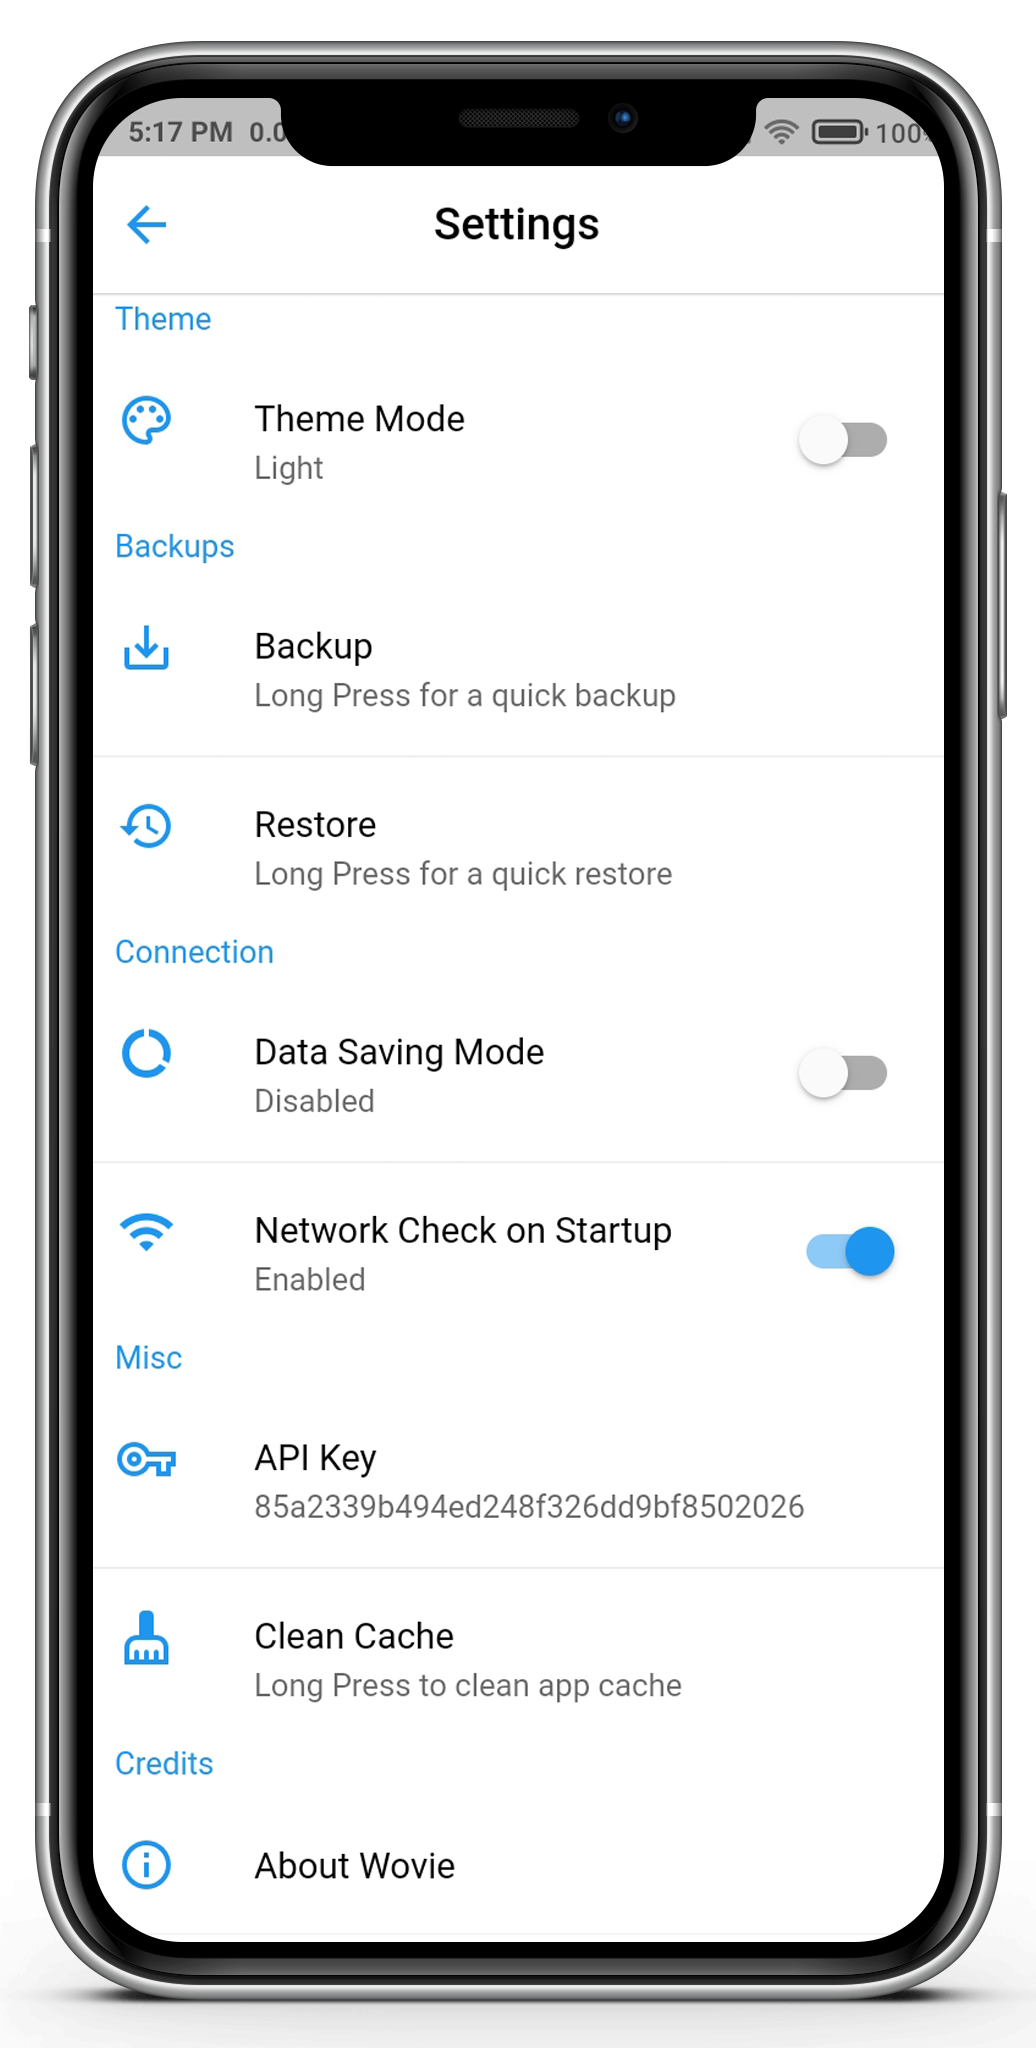 5:17 PM 0.0
100%
Settings
Theme
Theme Mode
Light
Backups
Backup
Long Press for a quick backup
Restore
Long Press for a quick restore
Connection
Data Saving Mode
Disabled
Network Check on Startup
Enabled
Misc
API Key
85a2339b494ed248f326dd9bf8502026
Clean Cache
Long Press to clean app cache
Credits
About Wovie